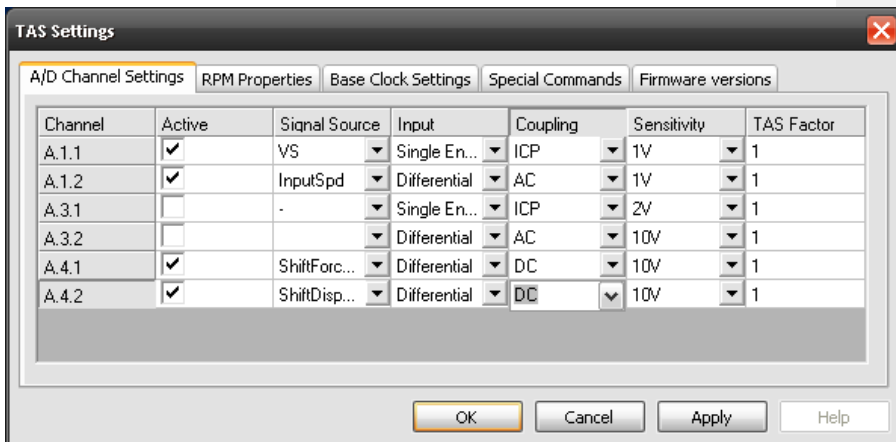 TAS Settings
A/D Channel Settings RPM Properties Base Clock Settings Special Commands Firmware versions
Channel Active Signal Source Input Coupling Sensitivity TAS Factor
A.1.1 VS Single En... ICP 1V 1
A.1.2 InputSpd Differential AC 1V 1
A.3.1 - Single En... ICP 2V 1
A.3.2 Differential AC 10V 1
A.4.1 ShiftForc... Differential DC 10V 1
A.4.2 ShiftDisp... Differential DC 10V 1
OK Cancel Apply Help